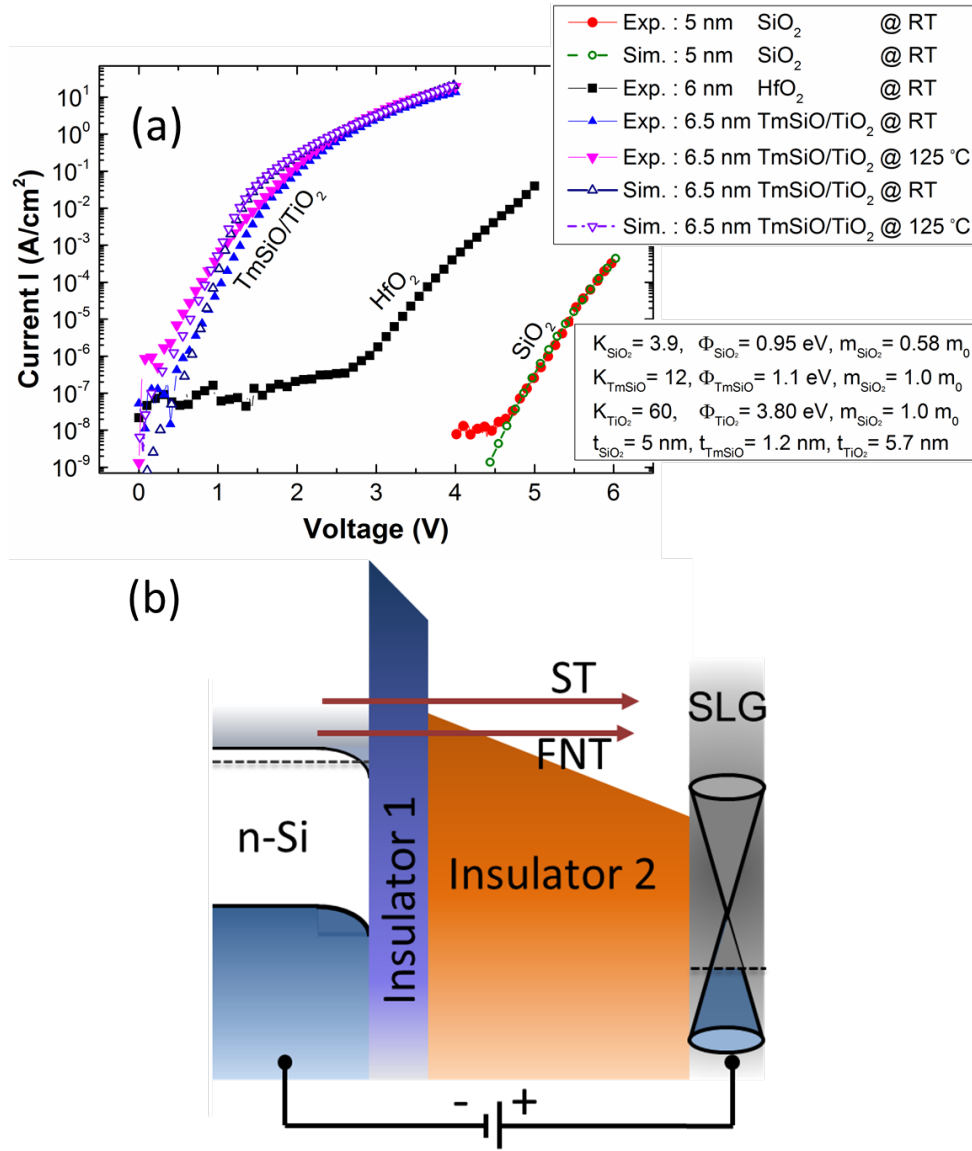 Exp. : 5 nm SiO₂ @ RT
Sim. : 5 nm SiO₂ @ RT
Exp. : 6 nm HfO₂ @ RT
Exp. : 6.5 nm TmSiO/TiO₂ @ RT
Exp. : 6.5 nm TmSiO/TiO₂ @ 125 °C
Sim. : 6.5 nm TmSiO/TiO₂ @ RT
Sim. : 6.5 nm TmSiO/TiO₂ @ 125 °C
(a)
Current I (A/cm²)
10¹
10⁰
10⁻¹
10⁻²
10⁻³
10⁻⁴
10⁻⁵
10⁻⁶
10⁻⁷
10⁻⁸
10⁻⁹
TmSiO/TiO₂
HfO₂
SiO₂
0 1 2 3 4 5 6
Voltage (V)
K_SiO₂= 3.9, Φ_SiO₂= 0.95 eV, m_SiO₂= 0.58 m₀
K_TmSiO= 12, Φ_TmSiO= 1.1 eV, m_SiO₂= 1.0 m₀
K_TiO₂= 60, Φ_TiO₂= 3.80 eV, m_SiO₂= 1.0 m₀
t_SiO₂= 5 nm, t_TmSiO= 1.2 nm, t_TiO₂= 5.7 nm
(b)
ST
FNT
SLG
n-Si
Insulator 1
Insulator 2
- +